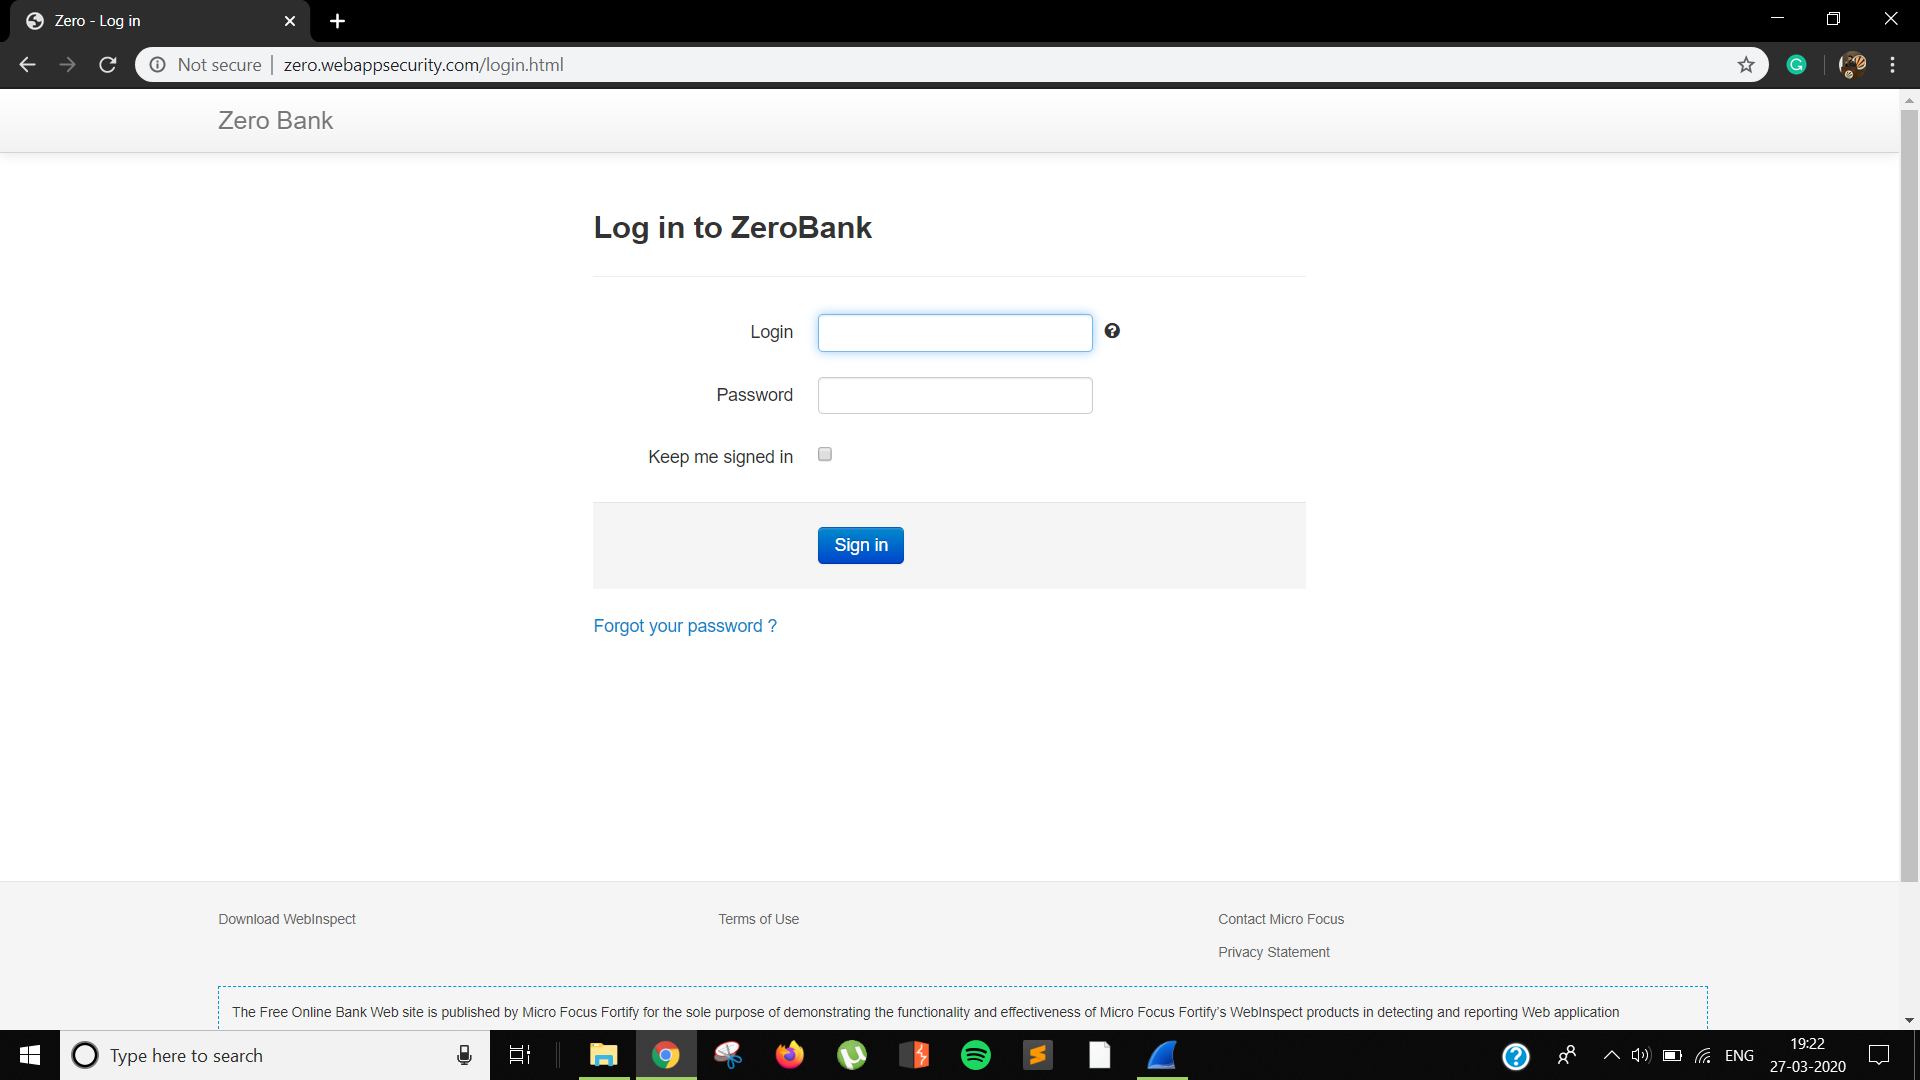 Zero - Log in
Not secure | zero.webappsecurity.com/login.html
Zero Bank
Log in to ZeroBank
Login
Password
Keep me signed in
Sign in
Forgot your password ?
Download WebInspect
Terms of Use
Contact Micro Focus
Privacy Statement
The Free Online Bank Web site is published by Micro Focus Fortify for the sole purpose of demonstrating the functionality and effectiveness of Micro Focus Fortify's WebInspect products in detecting and reporting Web application
Type here to search
ENG
19:22
27-03-2020